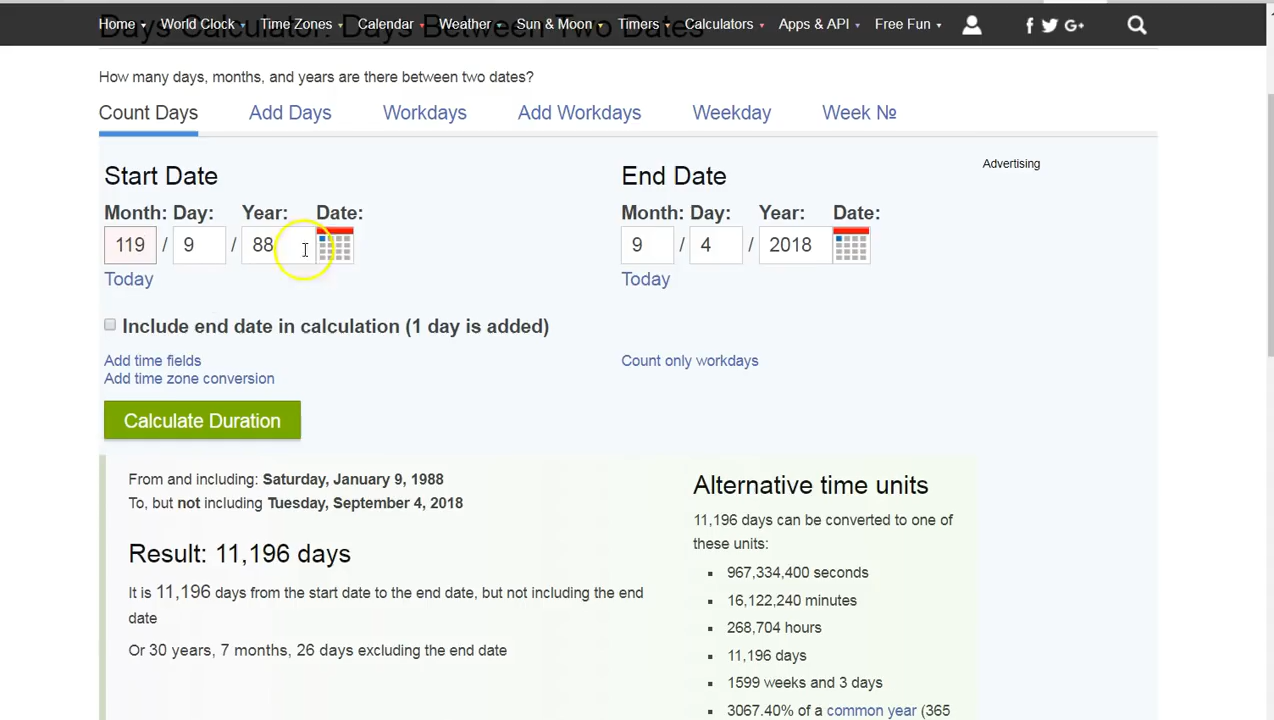 Home World Clock Time Zones Calendar Weather Sun & Moon Timers Calculators Apps & API Free Fun
Days Calculator: Days Between Two Dates
How many days, months, and years are there between two dates?
Count Days Add Days Workdays Add Workdays Weekday Week №
Advertising
Start Date
Month: Day: Year: Date:
119 / 9 / 88
Today
End Date
Month: Day: Year: Date:
9 / 4 / 2018
Today
Include end date in calculation (1 day is added)
Add time fields
Add time zone conversion
Count only workdays
Calculate Duration
From and including: Saturday, January 9, 1988
To, but not including Tuesday, September 4, 2018
Result: 11,196 days
It is 11,196 days from the start date to the end date, but not including the end
date
Or 30 years, 7 months, 26 days excluding the end date
Alternative time units
11,196 days can be converted to one of
these units:
967,334,400 seconds
16,122,240 minutes
268,704 hours
11,196 days
1599 weeks and 3 days
3067.40% of a common year (365